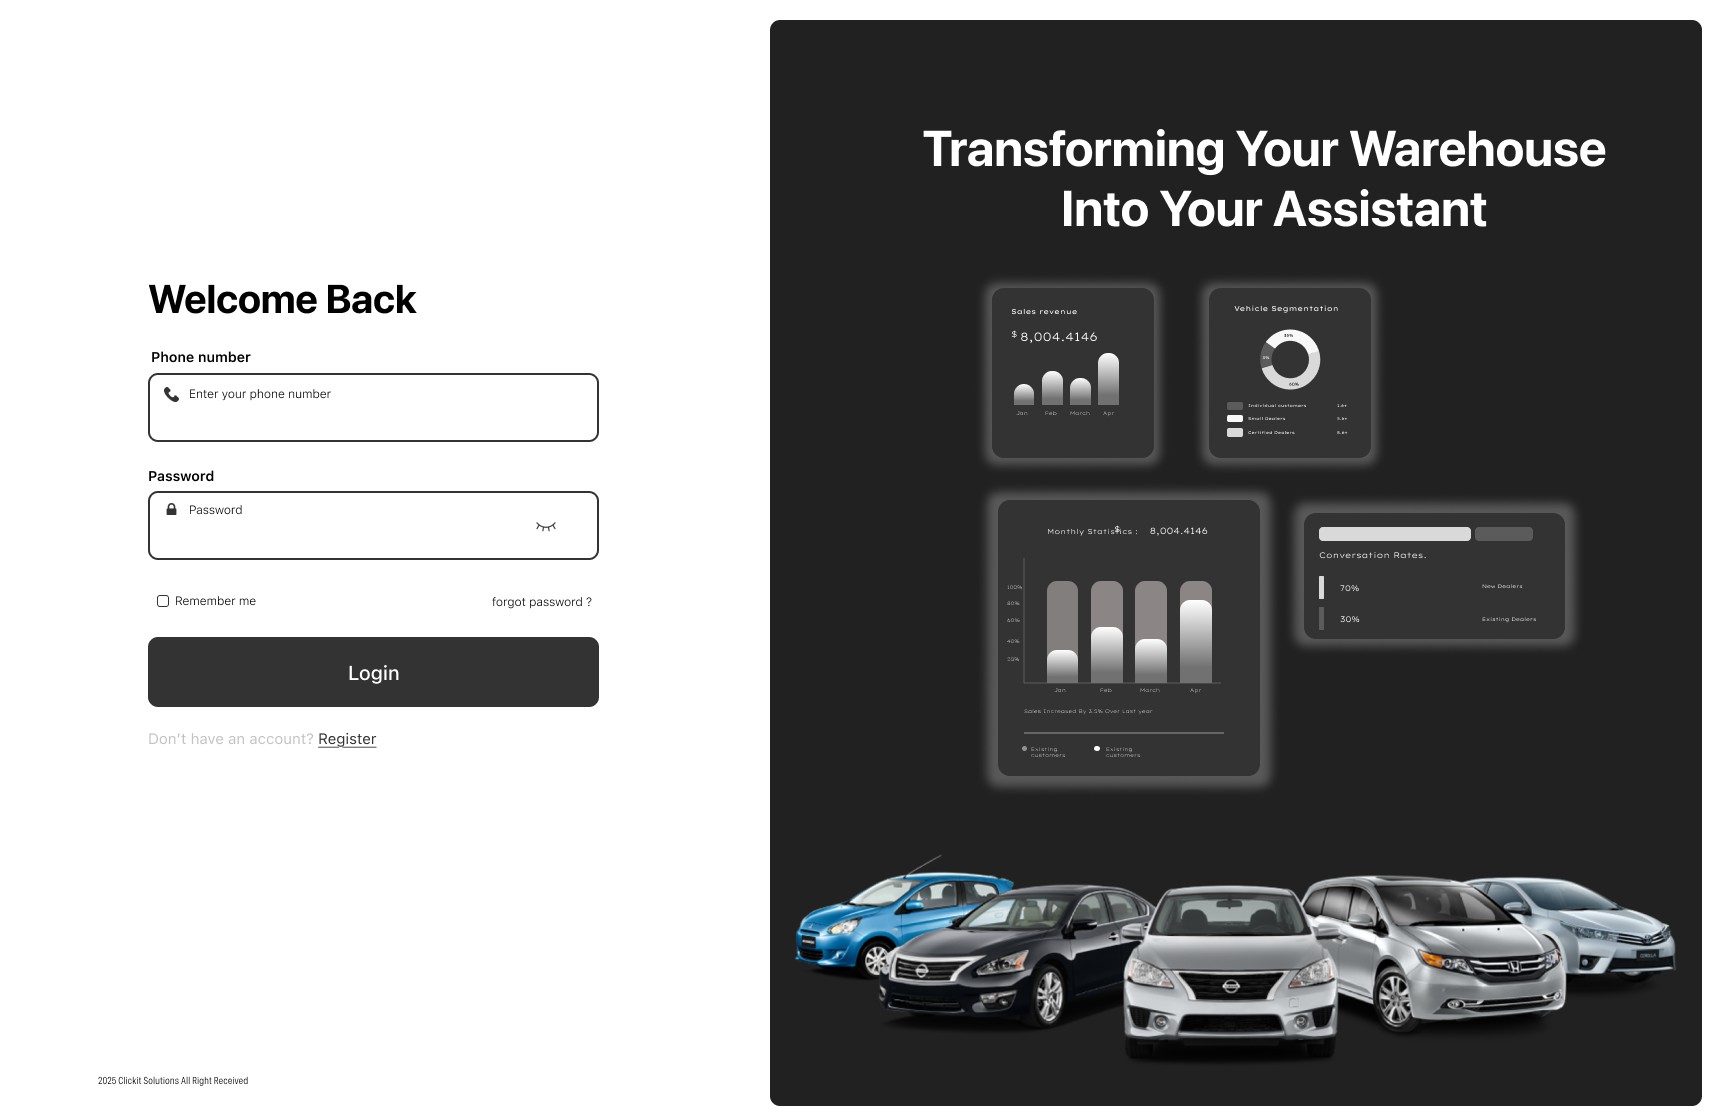 Welcome Back
Phone number
Enter your phone number
Password
Password
Remember me
forgot password ?
Login
Don't have an account? Register
2025 Clickit Solutions All Right Received
Transforming Your Warehouse
Into Your Assistant
Sales revenue
$ 8,004.4146
Jan Feb March Apr
Vehicle Segmentation
35%
5%
60%
Individual customers
Small Dealers
Certified Dealers
Monthly Statistics : $ 8,004.4146
100%
80%
60%
40%
20%
Jan Feb March Apr
Sales Increased By 3.5% Over Last year
Existing customers
Existing customers
Conversation Rates.
70% New Dealers
30% Existing Dealers